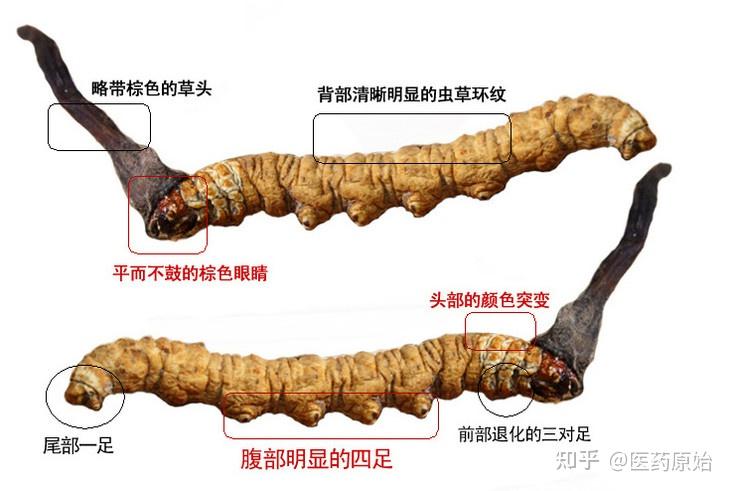 略带棕色的草头
背部清晰明显的虫草环纹
平而不鼓的棕色眼睛
头部的颜色突变
尾部一足
腹部明显的四足
前部退化的三对足
知乎 @医药原始